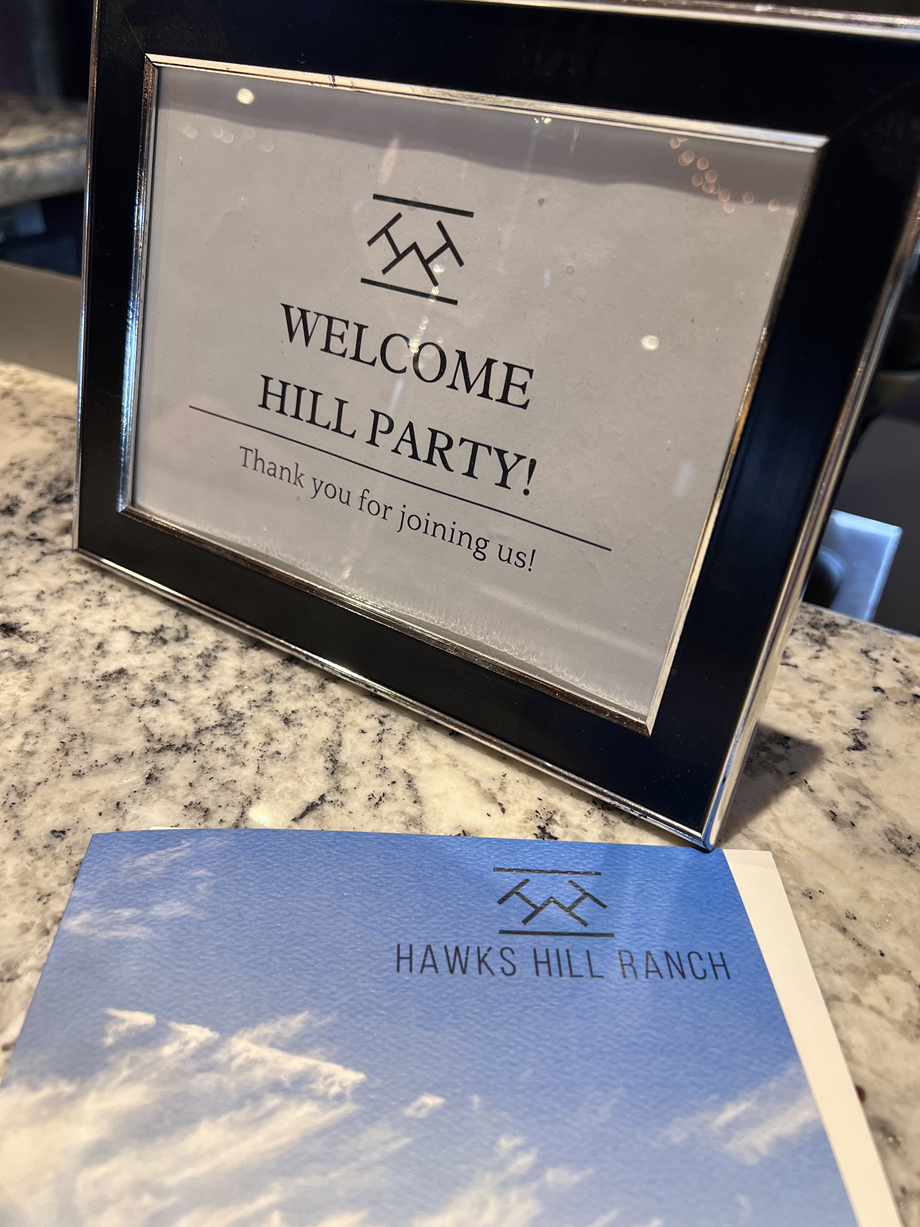 WELCOME
HILL PARTY!
Thank you for joining us!
HAWKS HILL RANCH